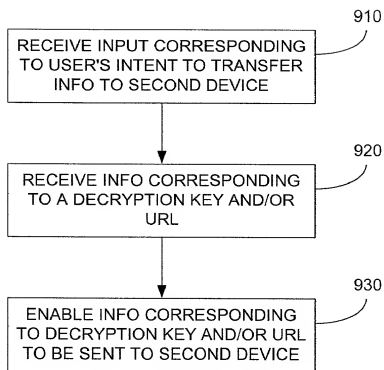 910
RECEIVE INPUT CORRESPONDING
TO USER'S INTENT TO TRANSFER
INFO TO SECOND DEVICE
920
RECEIVE INFO CORRESPONDING
TO A DECRYPTION KEY AND/OR
URL
930
ENABLE INFO CORRESPONDING
TO DECRYPTION KEY AND/OR URL
TO BE SENT TO SECOND DEVICE